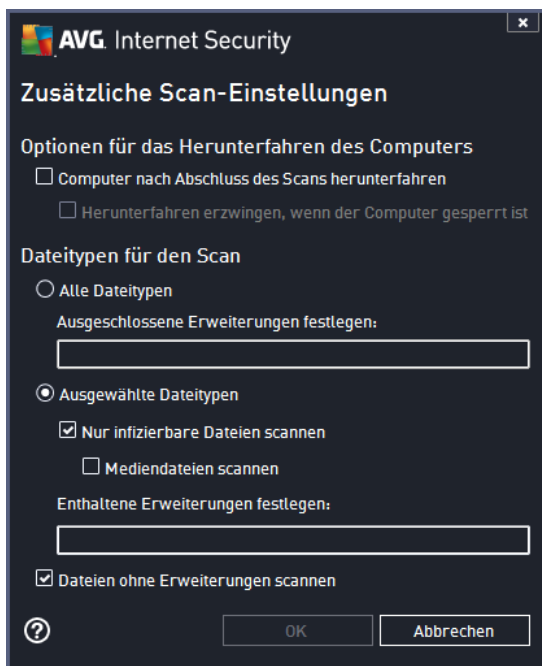 AVG. Internet Security
Zusätzliche Scan-Einstellungen
Optionen für das Herunterfahren des Computers
Computer nach Abschluss des Scans herunterfahren
Herunterfahren erzwingen, wenn der Computer gesperrt ist
Dateitypen für den Scan
Alle Dateitypen
Ausgeschlossene Erweiterungen festlegen:
Ausgewählte Dateitypen
Nur infizierbare Dateien scannen
Mediendateien scannen
Enthaltene Erweiterungen festlegen:
Dateien ohne Erweiterungen scannen
? OK Abbrechen